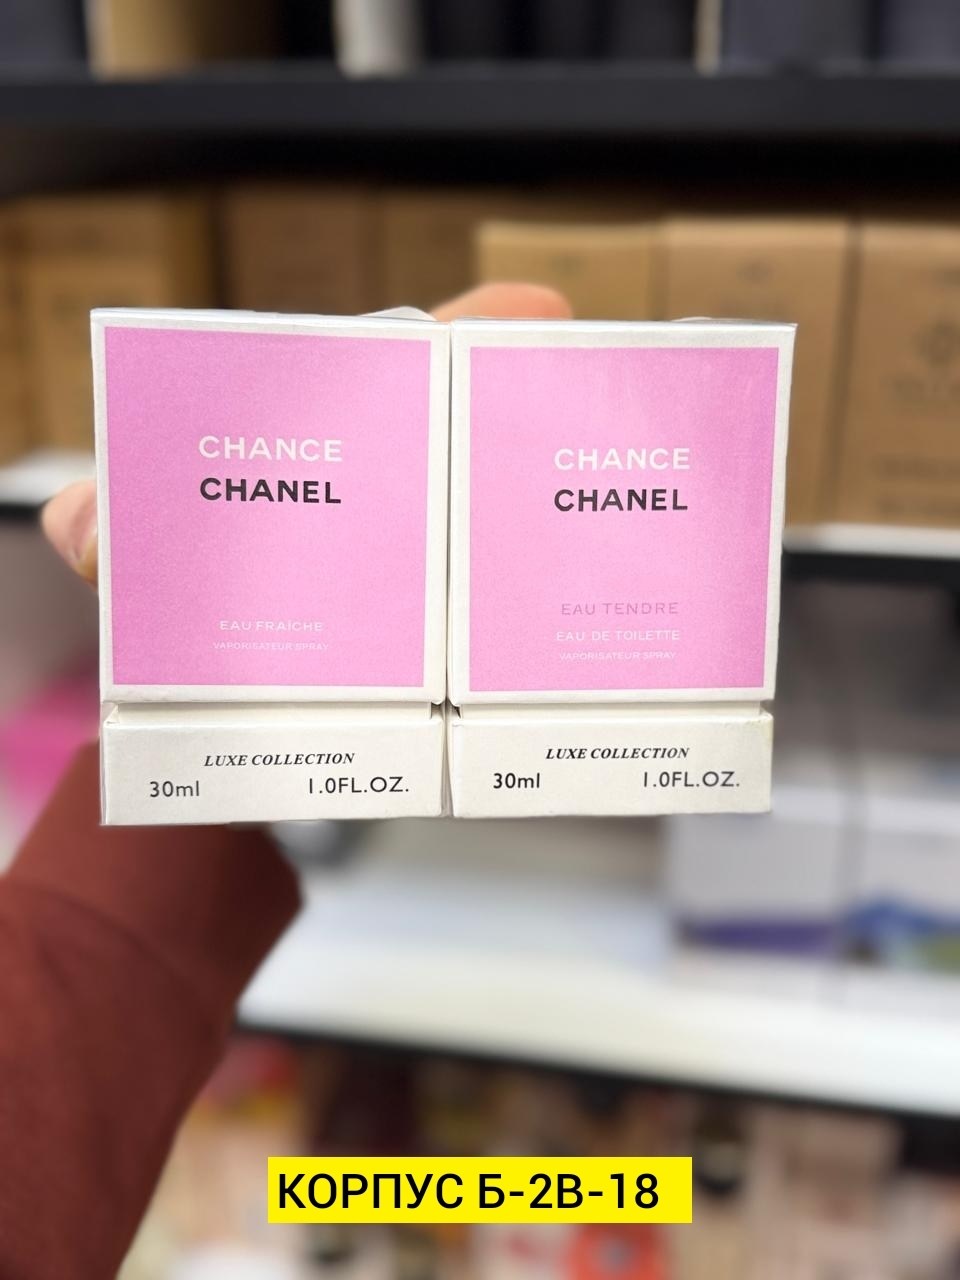 CHANCE
CHANEL
EAU FRAÎCHE
VAPORISATEUR SPRAY
LUXE COLLECTION
30ml 1.0FL.OZ.
CHANCE
CHANEL
EAU TENDRE
EAU DE TOILETTE
VAPORISATEUR SPRAY
LUXE COLLECTION
30ml 1.0FL.OZ.
КОРПУС Б-2В-18